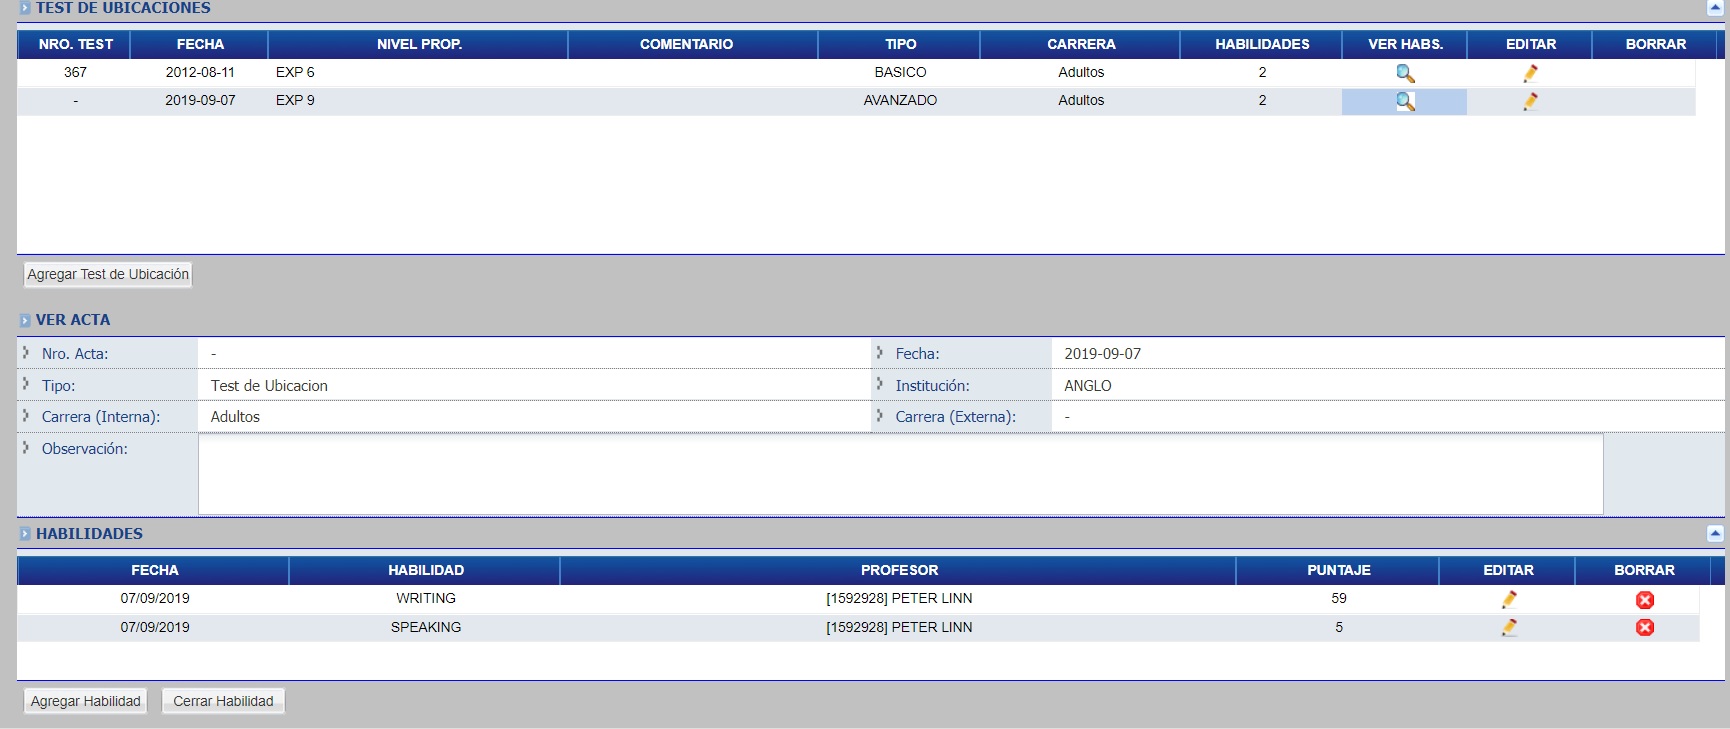 TEST DE UBICACIONES
NRO. TEST FECHA NIVEL PROP. COMENTARIO TIPO CARRERA HABILIDADES VER HABS. EDITAR BORRAR
367 2012-08-11 EXP 6 BASICO Adultos 2
- 2019-09-07 EXP 9 AVANZADO Adultos 2
Agregar Test de Ubicación
VER ACTA
Nro. Acta: - Fecha: 2019-09-07
Tipo: Test de Ubicacion Institución: ANGLO
Carrera (Interna): Adultos Carrera (Externa): -
Observación:
HABILIDADES
FECHA HABILIDAD PROFESOR PUNTAJE EDITAR BORRAR
07/09/2019 WRITING [1592928] PETER LINN 59
07/09/2019 SPEAKING [1592928] PETER LINN 5
Agregar Habilidad Cerrar Habilidad